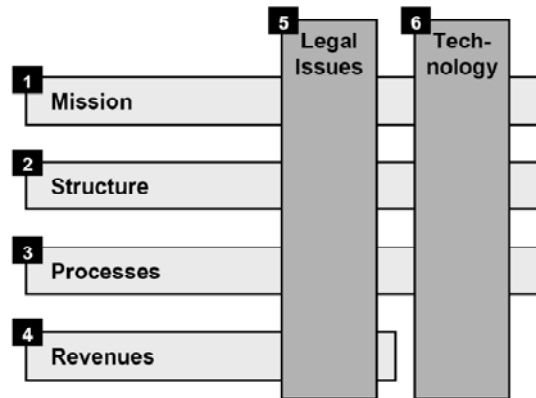 5
Legal
Issues
6
Tech-
nology
1
Mission
2
Structure
3
Processes
4
Revenues